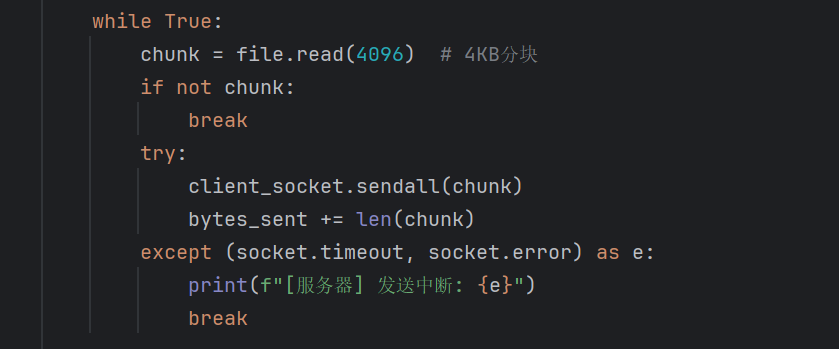 while True:
chunk = file.read(4096)  # 4KB分块
if not chunk:
break
try:
client_socket.sendall(chunk)
bytes_sent += len(chunk)
except (socket.timeout, socket.error) as e:
print(f"[服务器] 发送中断: {e}")
break